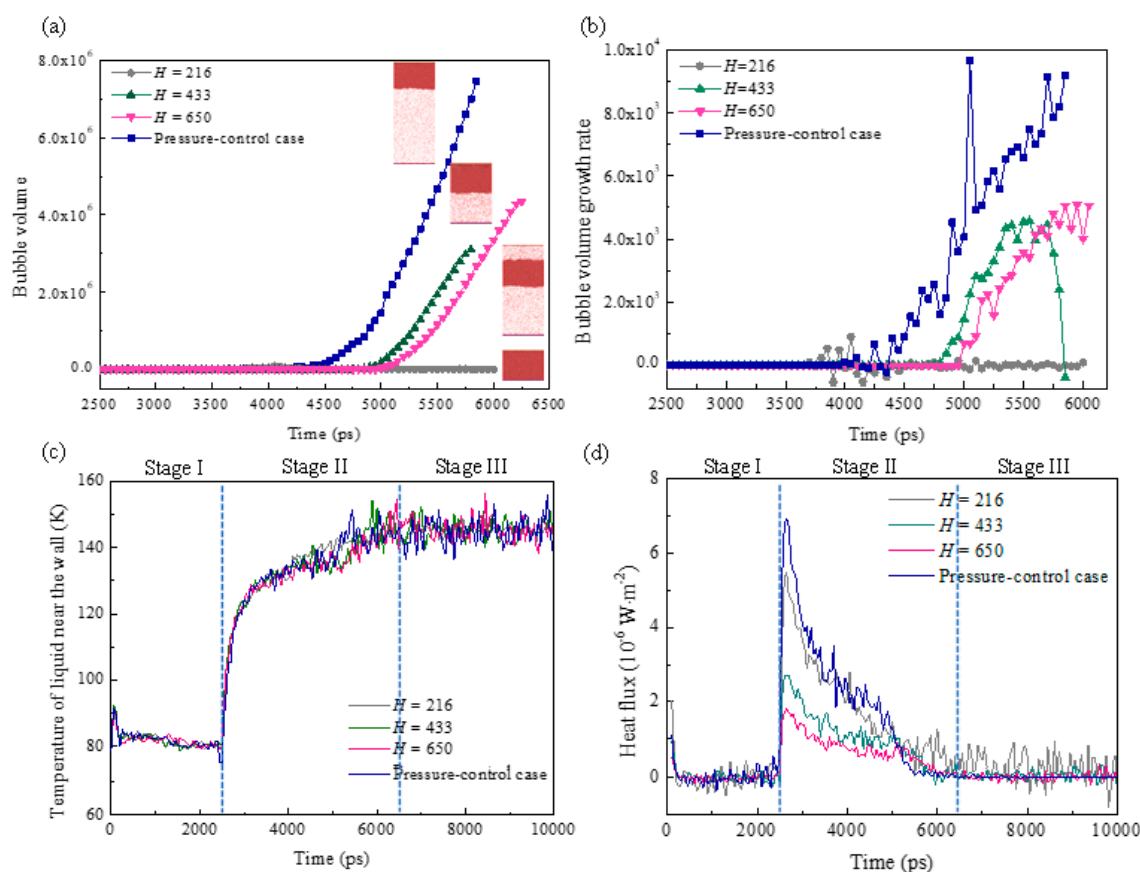 (a)
8.0x10⁶
6.0x10⁶
4.0x10⁶
2.0x10⁶
0.0
Bubble volume
H = 216
H = 433
H = 650
Pressure-control case
2500 3000 3500 4000 4500 5000 5500 6000 6500
Time (ps)
(b)
1.0x10⁴
8.0x10³
6.0x10³
4.0x10³
2.0x10³
0.0
Bubble volume growth rate
H=216
H=433
H=650
Pressure-control case
2500 3000 3500 4000 4500 5000 5500 6000
Time (ps)
(c)
Stage I Stage II Stage III
160
140
120
100
80
60
Temperature of liquid near the wall (K)
H = 216
H = 433
H = 650
Pressure-control case
0 2000 4000 6000 8000 10000
Time (ps)
(d)
Stage I Stage II Stage III
8
6
4
2
0
Heat flux (10⁻⁶ W·m⁻²)
H = 216
H = 433
H = 650
Pressure-control case
0 2000 4000 6000 8000 10000
Time (ps)